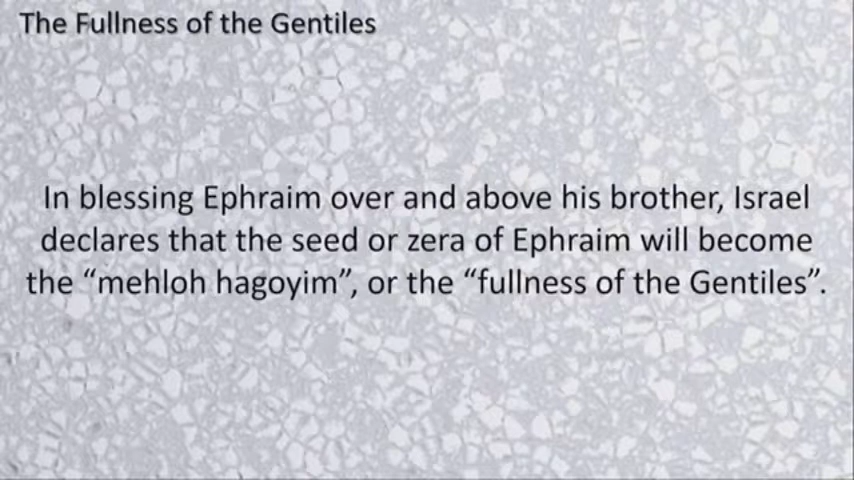 The Fullness of the Gentiles
In blessing Ephraim over and above his brother, Israel
declares that the seed or zera of Ephraim will become
the “mehloh hagoyim”, or the “fullness of the Gentiles”.